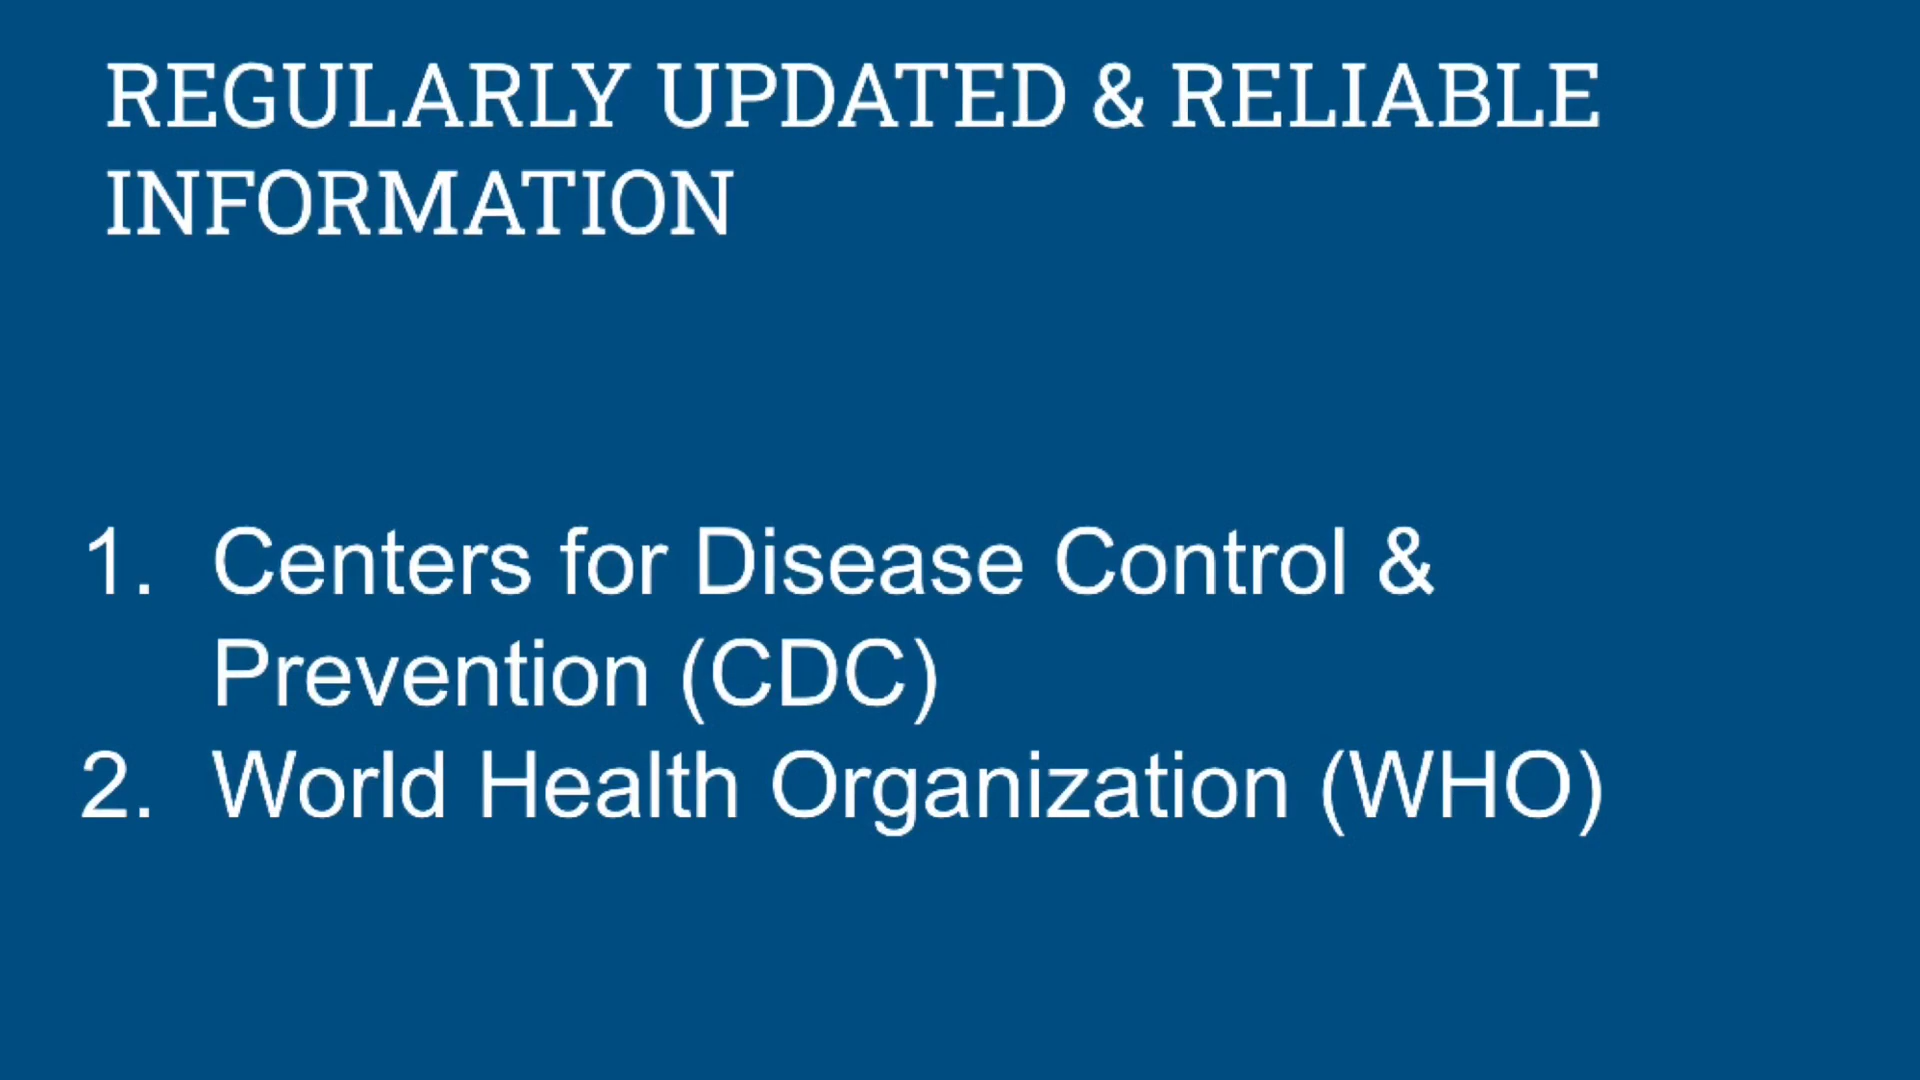 REGULARLY UPDATED & RELIABLE
INFORMATION
1. Centers for Disease Control &
Prevention (CDC)
2. World Health Organization (WHO)